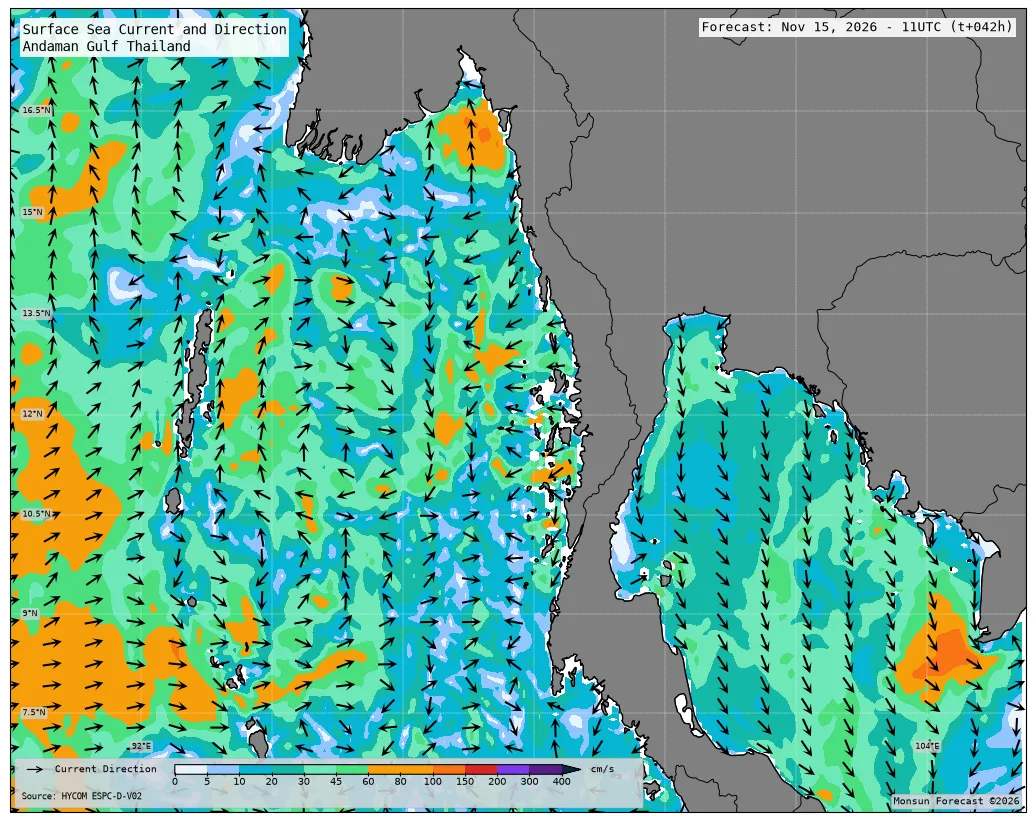 Surface Sea Current and Direction
Andaman Gulf Thailand
Forecast: Nov 15, 2026 - 11UTC (t+042h)
16.5°N
15°N
13.5°N
12°N
10.5°N
9°N
7.5°N
92°E
104°E
Current Direction
0 5 10 20 30 45 60 80 100 150 200 300 400 cm/s
Source: HYCOM ESPC-D-V02
Monsun Forecast ©2026